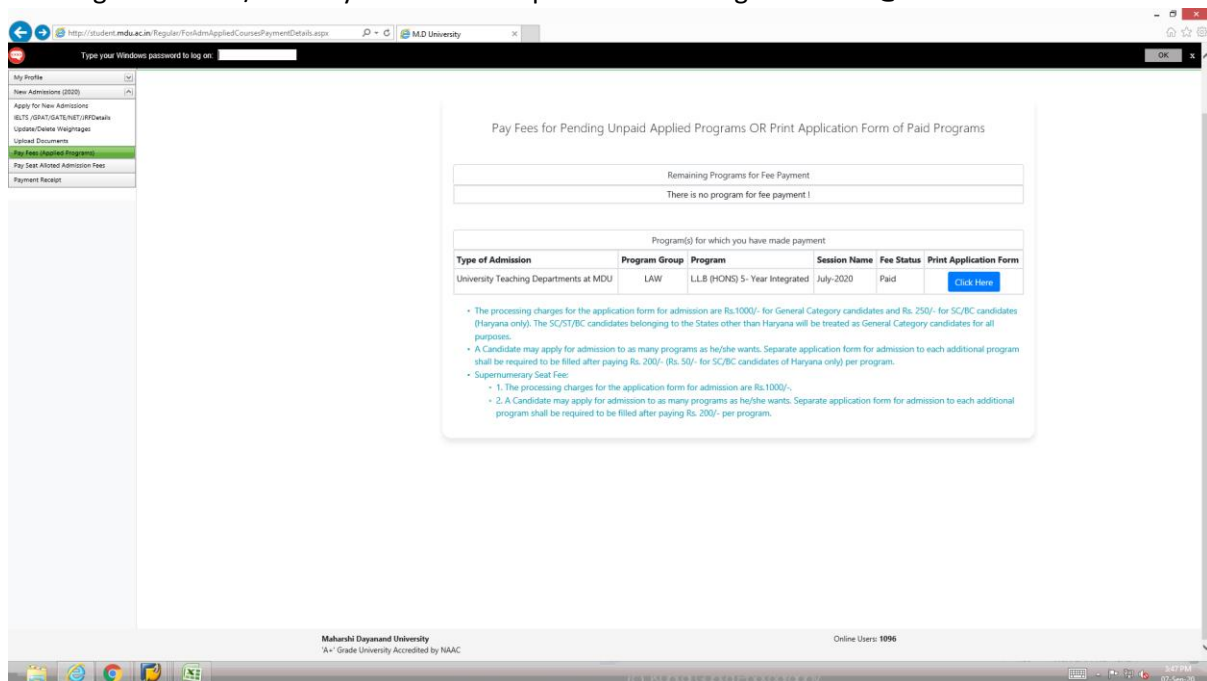 http://student.mdu.ac.in/Regular/ForAdmAppliedCoursesPaymentDetails.aspx
M.D University
Type your Windows password to log on:
OK x
My Profile
New Admissions (2020)
Apply for New Admissions
IELTS /GPAT/GATE/NET/JRFDetails
Update/Delete Weightages
Upload Documents
Pay Fees (Applied Programs)
Pay Seat Alloted Admission Fees
Payment Receipt
Pay Fees for Pending Unpaid Applied Programs OR Print Application Form of Paid Programs
Remaining Programs for Fee Payment
There is no program for fee payment !
Program(s) for which you have made payment
Type of Admission Program Group Program Session Name Fee Status Print Application Form
University Teaching Departments at MDU LAW L.L.B (HONS) 5- Year Integrated July-2020 Paid Click Here
• The processing charges for the application form for admission are Rs.1000/- for General Category candidates and Rs. 250/- for SC/BC candidates
(Haryana only). The SC/ST/BC candidates belonging to the States other than Haryana will be treated as General Category candidates for all
purposes.
• A Candidate may apply for admission to as many programs as he/she wants. Separate application form for admission to each additional program
shall be required to be filled after paying Rs. 200/- (Rs. 50/- for SC/BC candidates of Haryana only) per program.
• Supernumerary Seat Fee:
• 1. The processing charges for the application form for admission are Rs.1000/-.
• 2. A Candidate may apply for admission to as many programs as he/she wants. Separate application form for admission to each additional
program shall be required to be filled after paying Rs. 200/- per program.
Maharshi Dayanand University
'A+' Grade University Accredited by NAAC
Online Users: 1096
3:47 PM
07-Sep-20